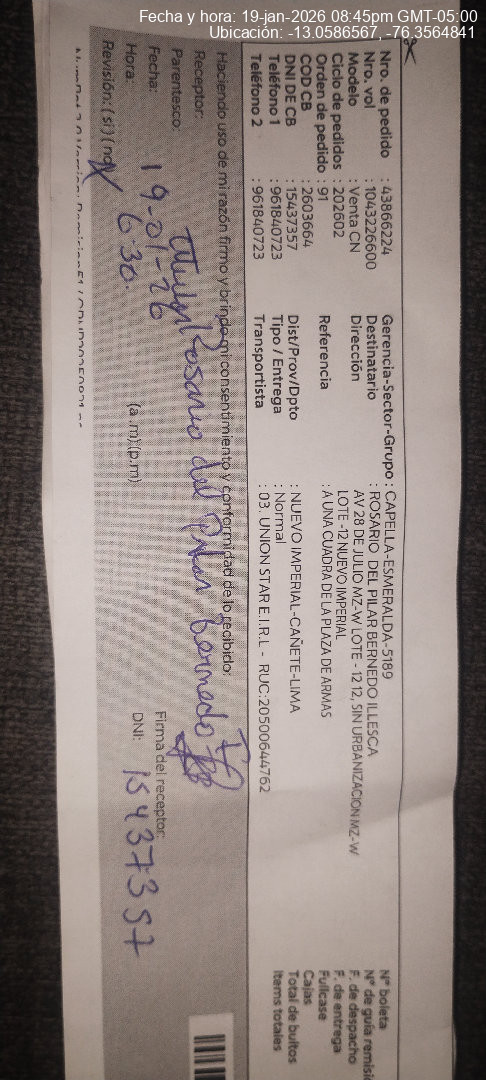 Fecha y hora: 19-jan-2026 08:45pm GMT-05:00
Ubicación: -13.0586567, -76.3564841
Nro. de pedido : 43866224
Nro. vol : 1043226600
Modelo : Venta CN
Ciclo de pedidos : 202602
Orden de pedido : 91
COD CB : 2603664
DNI DE CB : 15437357
Teléfono 1 : 961840723
Teléfono 2 : 961840723
Gerencia-Sector-Grupo : CAPELLA-ESMERALDA-5189
Destinatario : ROSARIO DEL PILAR BERNEDO ILLESCA
Dirección : AV 28 DE JULIO MZ-W LOTE - 12 12, SIN URBANIZACION MZ-W
LOTE -12 NUEVO IMPERIAL
Referencia : A UNA CUADRA DE LA PLAZA DE ARMAS
Dist/Prov/Dpto : NUEVO IMPERIAL-CAÑETE-LIMA
Tipo / Entrega : Normal
Transportista : 03. UNION STAR E.I.R.L - RUC:20500644762
N° boleta
N° de guía remisi
F. de despacho
F. de entrega
Fullcase
Cajas
Total de bultos
Items totales
Haciendo uso de mi razón firmo y brindo mi consentimiento y conformidad de lo recibido:
Receptor: Rosario del Pilar Bernedo
Parentesco: titular
Fecha: 19-01-26
Hora: 6:30 (a.m)(p.m)
Firma del receptor:
DNI: 15437357
Revisión: (si) (no) X